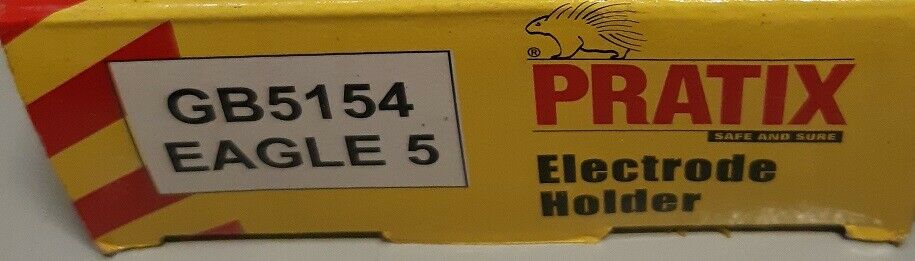 GB5154
EAGLE 5
®
PRATIX
SAFE AND SURE
Electrode
Holder